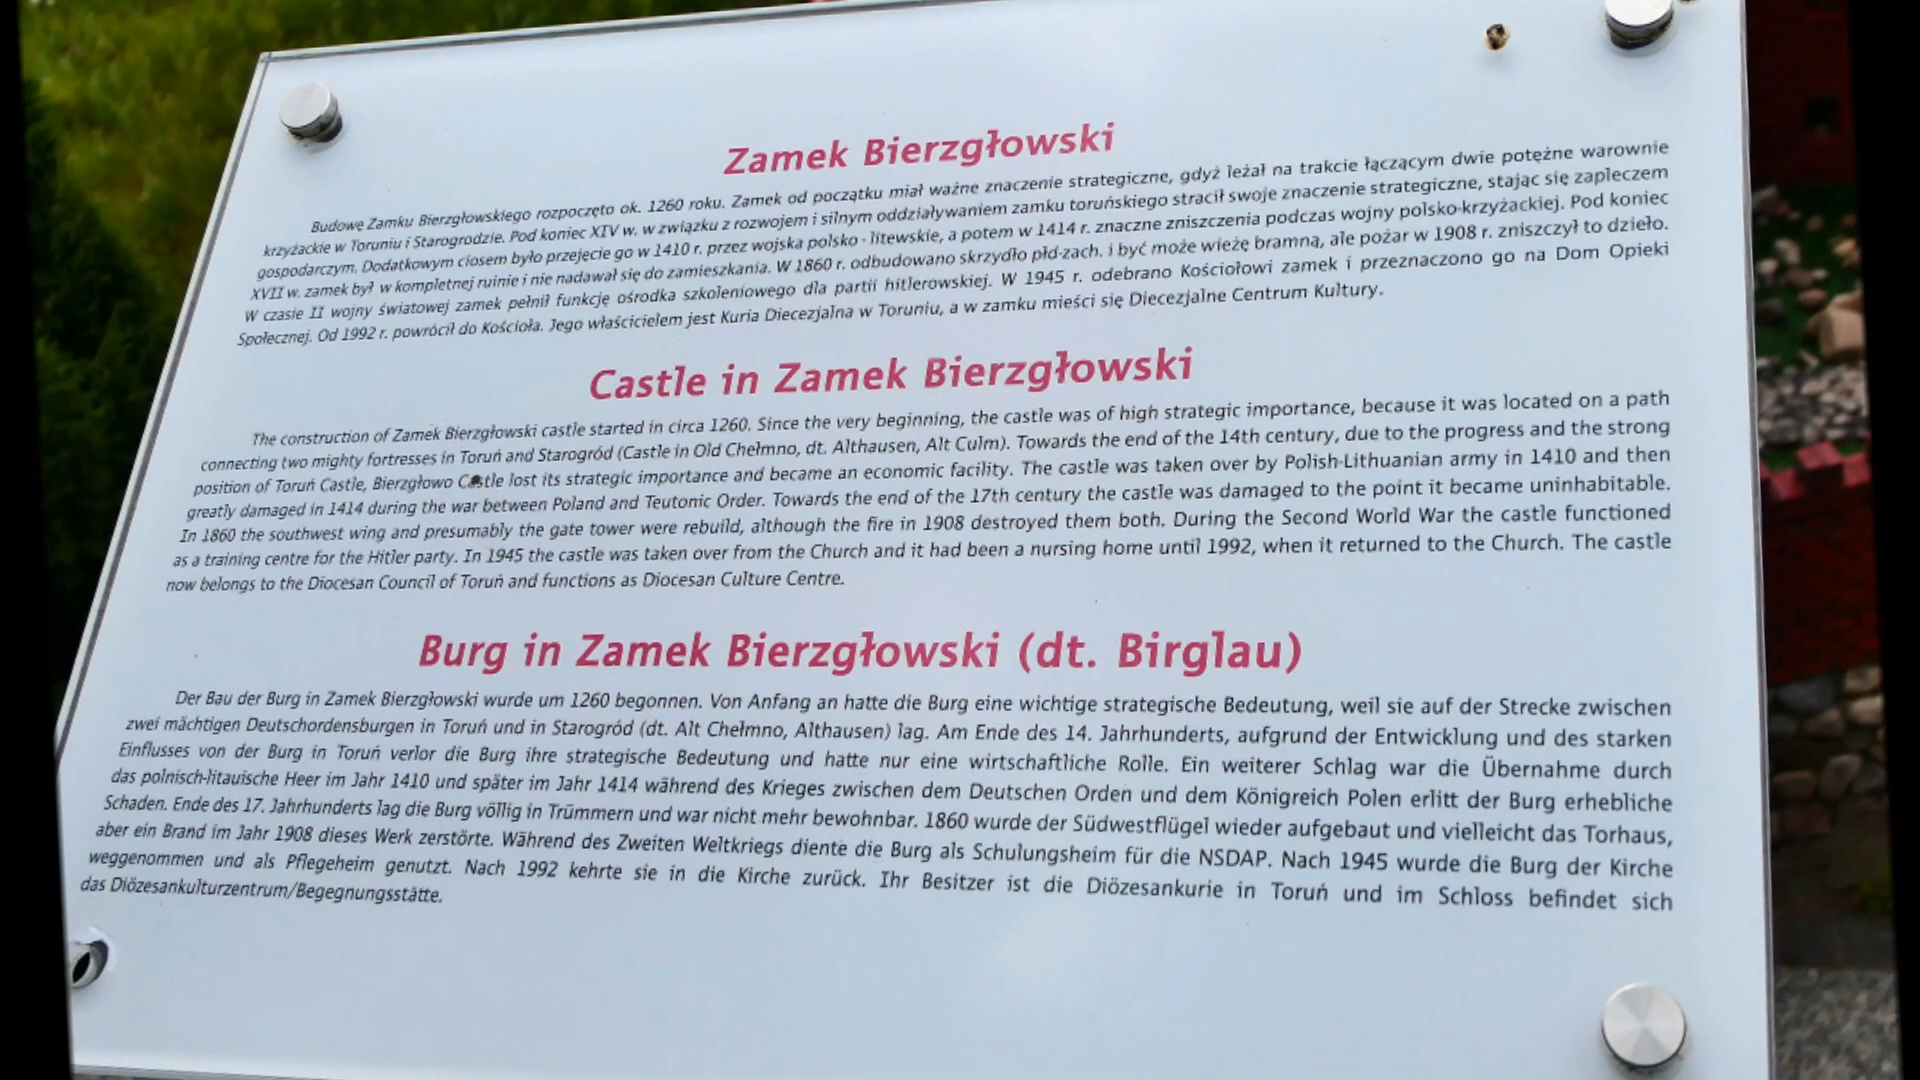 Zamek Bierzgłowski
Budowę Zamku Bierzgłowskiego rozpoczęto ok. 1260 roku. Zamek od początku miał ważne znaczenie strategiczne, gdyż leżał na trakcie łączącym dwie potężne warownie
krzyżackie w Toruniu i Starogrodzie. Pod koniec XIV w. w związku z rozwojem i silnym oddziaływaniem zamku toruńskiego stracił swoje znaczenie strategiczne, stając się zapleczem
gospodarczym. Dodatkowym ciosem było przejęcie go w 1410 r. przez wojska polsko - litewskie, a potem w 1414 r. znaczne zniszczenia podczas wojny polsko-krzyżackiej. Pod koniec
XVII w. zamek był w kompletnej ruinie i nie nadawał się do zamieszkania. W 1860 r. odbudowano skrzydło płd-zach. i być może wieżę bramną, ale pożar w 1908 r. zniszczył to dzieło.
W czasie II wojny światowej zamek pełnił funkcję ośrodka szkoleniowego dla partii hitlerowskiej. W 1945 r. odebrano Kościołowi zamek i przeznaczono go na Dom Opieki
Społecznej. Od 1992 r. powrócił do Kościoła. Jego właścicielem jest Kuria Diecezjalna w Toruniu, a w zamku mieści się Diecezjalne Centrum Kultury.
Castle in Zamek Bierzgłowski
The construction of Zamek Bierzgłowski castle started in circa 1260. Since the very beginning, the castle was of high strategic importance, because it was located on a path
connecting two mighty fortresses in Toruń and Starogród (Castle in Old Chełmno, dt. Althausen, Alt Culm). Towards the end of the 14th century, due to the progress and the strong
position of Toruń Castle, Bierzgłowo Castle lost its strategic importance and became an economic facility. The castle was taken over by Polish-Lithuanian army in 1410 and then
greatly damaged in 1414 during the war between Poland and Teutonic Order. Towards the end of the 17th century the castle was damaged to the point it became uninhabitable.
In 1860 the southwest wing and presumably the gate tower were rebuild, although the fire in 1908 destroyed them both. During the Second World War the castle functioned
as a training centre for the Hitler party. In 1945 the castle was taken over from the Church and it had been a nursing home until 1992, when it returned to the Church. The castle
now belongs to the Diocesan Council of Toruń and functions as Diocesan Culture Centre.
Burg in Zamek Bierzgłowski (dt. Birglau)
Der Bau der Burg in Zamek Bierzgłowski wurde um 1260 begonnen. Von Anfang an hatte die Burg eine wichtige strategische Bedeutung, weil sie auf der Strecke zwischen
zwei mächtigen Deutschordensburgen in Toruń und in Starogród (dt. Alt Chełmno, Althausen) lag. Am Ende des 14. Jahrhunderts, aufgrund der Entwicklung und des starken
Einflusses von der Burg in Toruń verlor die Burg ihre strategische Bedeutung und hatte nur eine wirtschaftliche Rolle. Ein weiterer Schlag war die Übernahme durch
das polnisch-litauische Heer im Jahr 1410 und später im Jahr 1414 während des Krieges zwischen dem Deutschen Orden und dem Königreich Polen erlitt der Burg erhebliche
Schaden. Ende des 17. Jahrhunderts lag die Burg völlig in Trümmern und war nicht mehr bewohnbar. 1860 wurde der Südwestflügel wieder aufgebaut und vielleicht das Torhaus,
aber ein Brand im Jahr 1908 dieses Werk zerstörte. Während des Zweiten Weltkriegs diente die Burg als Schulungsheim für die NSDAP. Nach 1945 wurde die Burg der Kirche
weggenommen und als Pflegeheim genutzt. Nach 1992 kehrte sie in die Kirche zurück. Ihr Besitzer ist die Diözesankurie in Toruń und im Schloss befindet sich
das Diözesankulturzentrum/Begegnungsstätte.